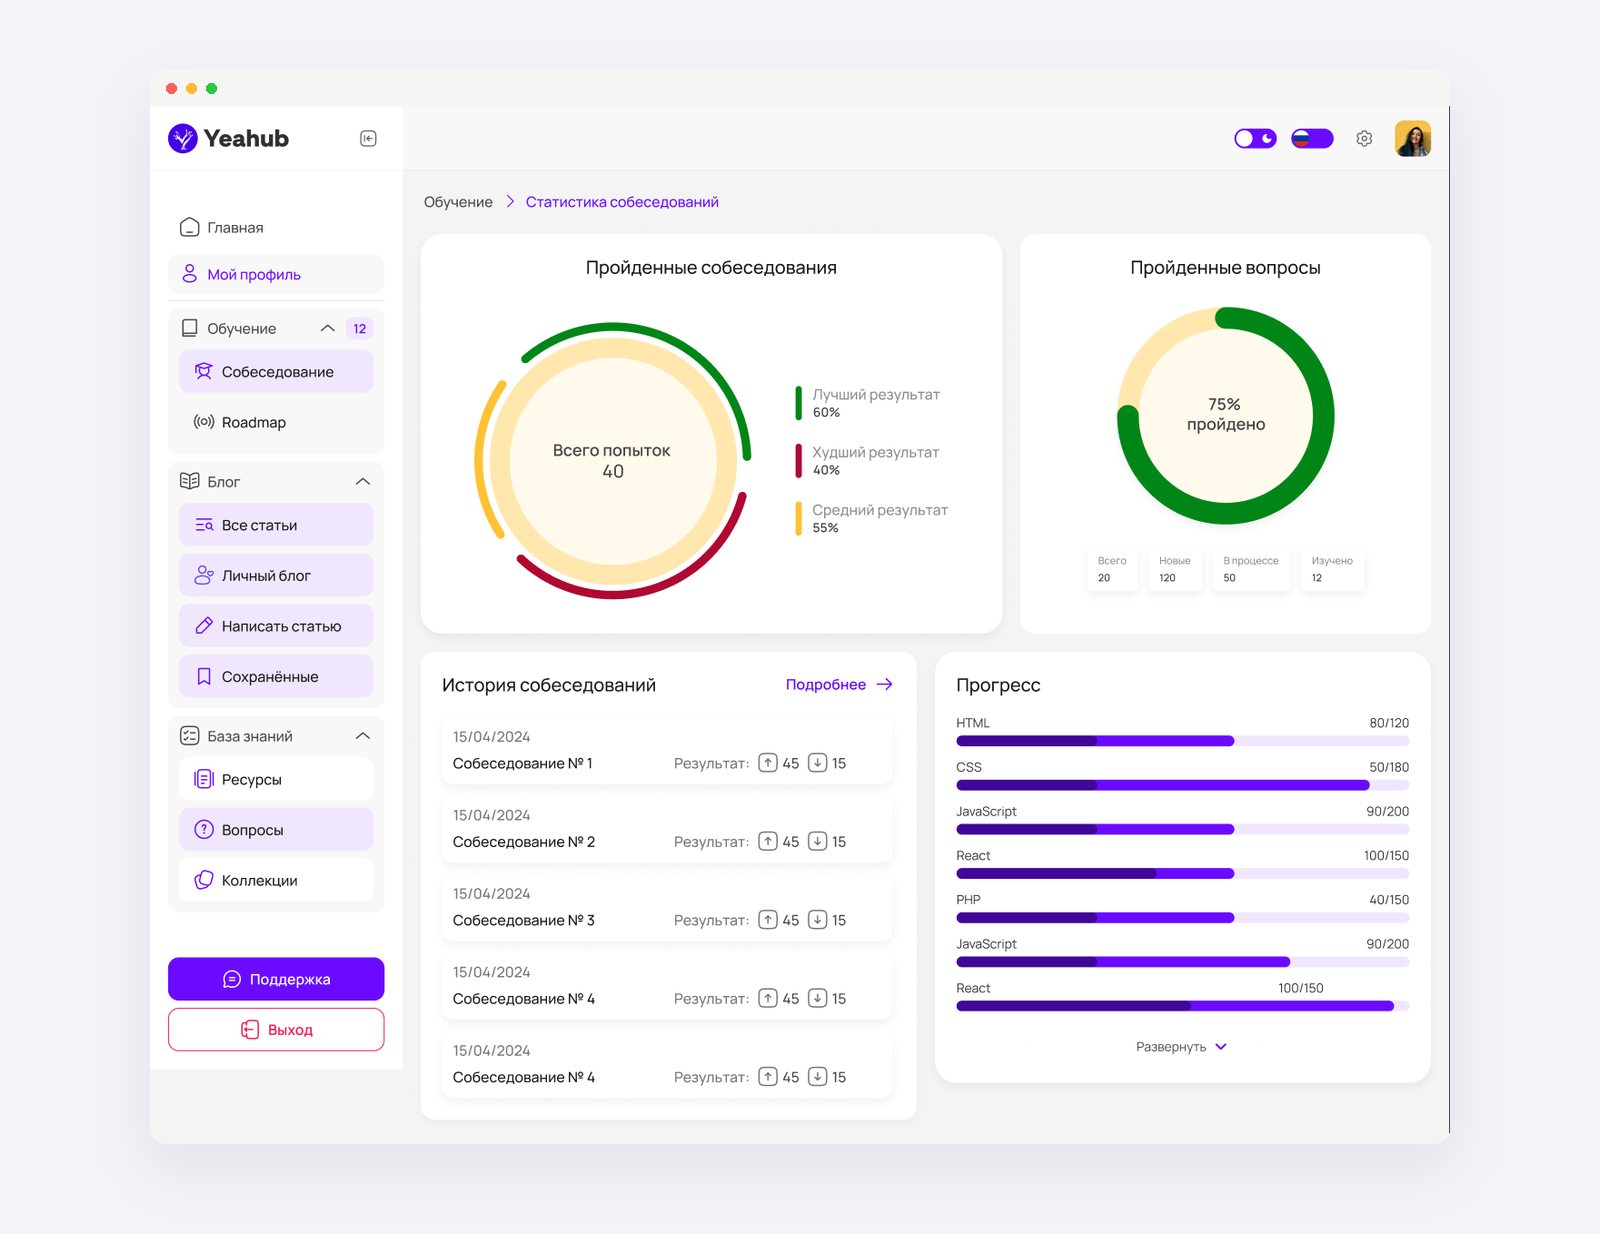 Yeahub
Главная
Мой профиль
Обучение 12
Собеседование
Roadmap
Блог
Все статьи
Личный блог
Написать статью
Сохранённые
База знаний
Ресурсы
Вопросы
Коллекции
Поддержка
Выход
Обучение > Статистика собеседований
Пройденные собеседования
Всего попыток
40
Лучший результат
60%
Худший результат
40%
Средний результат
55%
Пройденные вопросы
75%
пройдено
Всего
20
Новые
120
В процессе
50
Изучено
12
История собеседований
Подробнее
15/04/2024
Собеседование № 1 Результат: 45 15
15/04/2024
Собеседование № 2 Результат: 45 15
15/04/2024
Собеседование № 3 Результат: 45 15
15/04/2024
Собеседование № 4 Результат: 45 15
15/04/2024
Собеседование № 4 Результат: 45 15
Прогресс
HTML 80/120
CSS 50/180
JavaScript 90/200
React 100/150
PHP 40/150
JavaScript 90/200
React 100/150
Развернуть